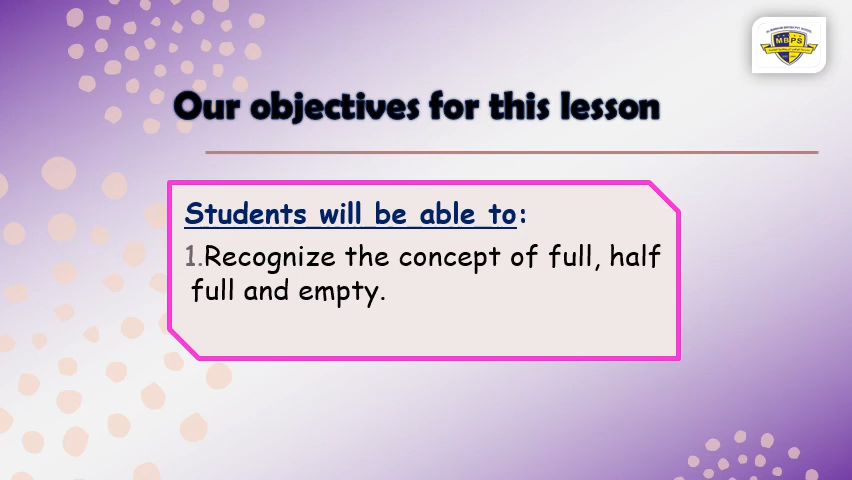 MBPS
Our objectives for this lesson
Students will be able to:
1.Recognize the concept of full, half
full and empty.